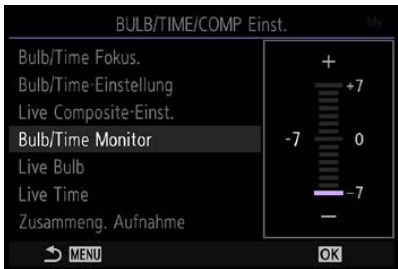 BULB/TIME/COMP Einst.
My
Bulb/Time Fokus.
Bulb/Time-Einstellung
Live Composite-Einst.
Bulb/Time Monitor
Live Bulb
Live Time
Zusammeng. Aufnahme
+
+7
-7
0
-7
−
MENU
OK